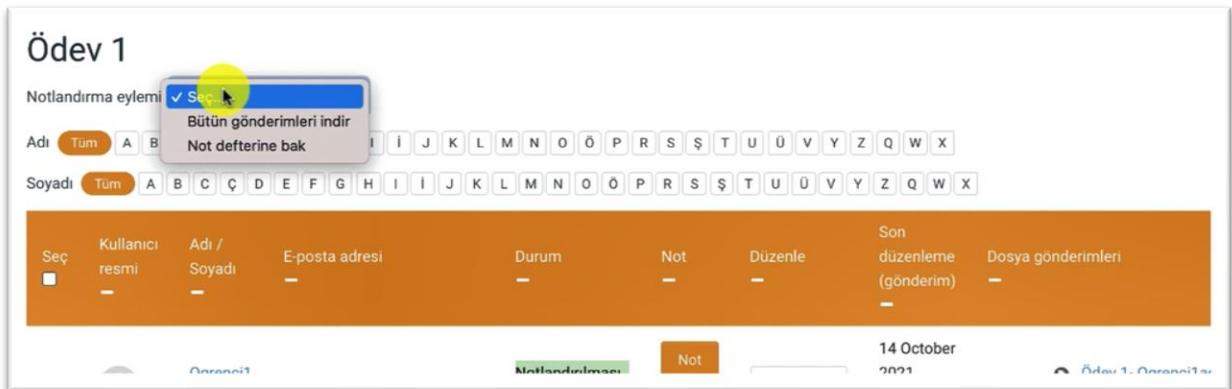 Ödev 1
Notlandırma eylemi ✓ Seç...
Bütün gönderimleri indir
Not defterine bak
Adı Tüm A B I İ J K L M N O Ö P R S Ş T U Ü V Y Z Q W X
Soyadı Tüm A B C Ç D E F G H I İ J K L M N O Ö P R S Ş T U Ü V Y Z Q W X
Seç
Kullanıcı resmi
Adı / Soyadı
E-posta adresi
Durum
Not
Düzenle
Son düzenleme (gönderim)
Dosya gönderimleri
Ogrenci1
Notlandırılması
Not
14 October
2021
Ödev 1- Ogrenci1